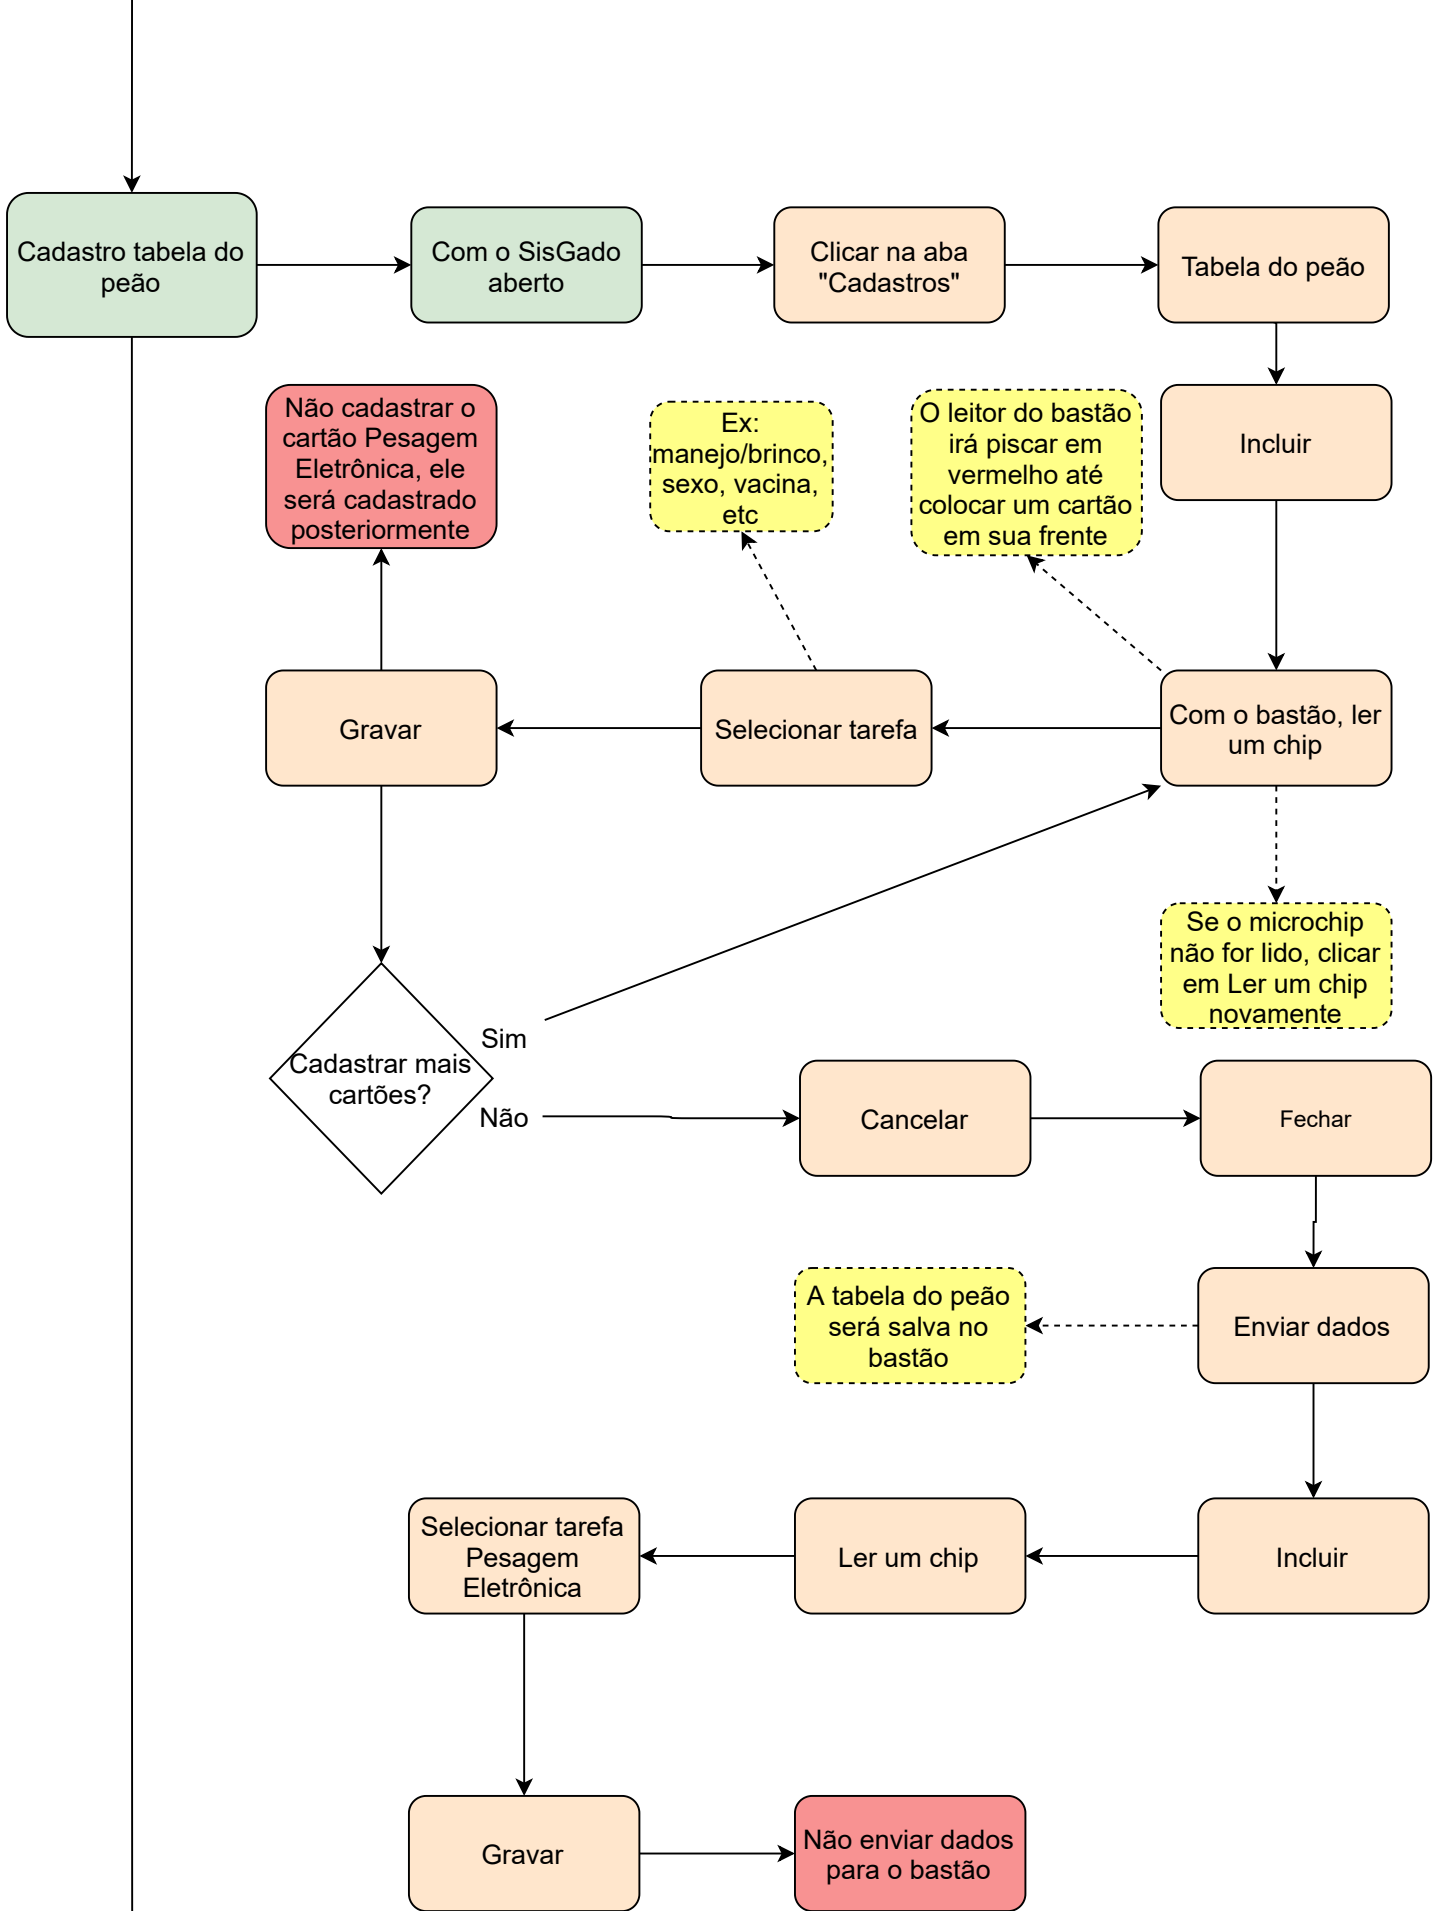 Cadastro tabela do
peão
Com o SisGado
aberto
Clicar na aba
"Cadastros"
Tabela do peão
Não cadastrar o
cartão Pesagem
Eletrônica, ele
será cadastrado
posteriormente
Ex:
manejo/brinco,
sexo, vacina,
etc
O leitor do bastão
irá piscar em
vermelho até
colocar um cartão
em sua frente
Incluir
Gravar
Selecionar tarefa
Com o bastão, ler
um chip
Se o microchip
não for lido, clicar
em Ler um chip
novamente
Cadastrar mais
cartões?
Sim
Não
Cancelar
Fechar
A tabela do peão
será salva no
bastão
Enviar dados
Selecionar tarefa
Pesagem
Eletrônica
Ler um chip
Incluir
Gravar
Não enviar dados
para o bastão